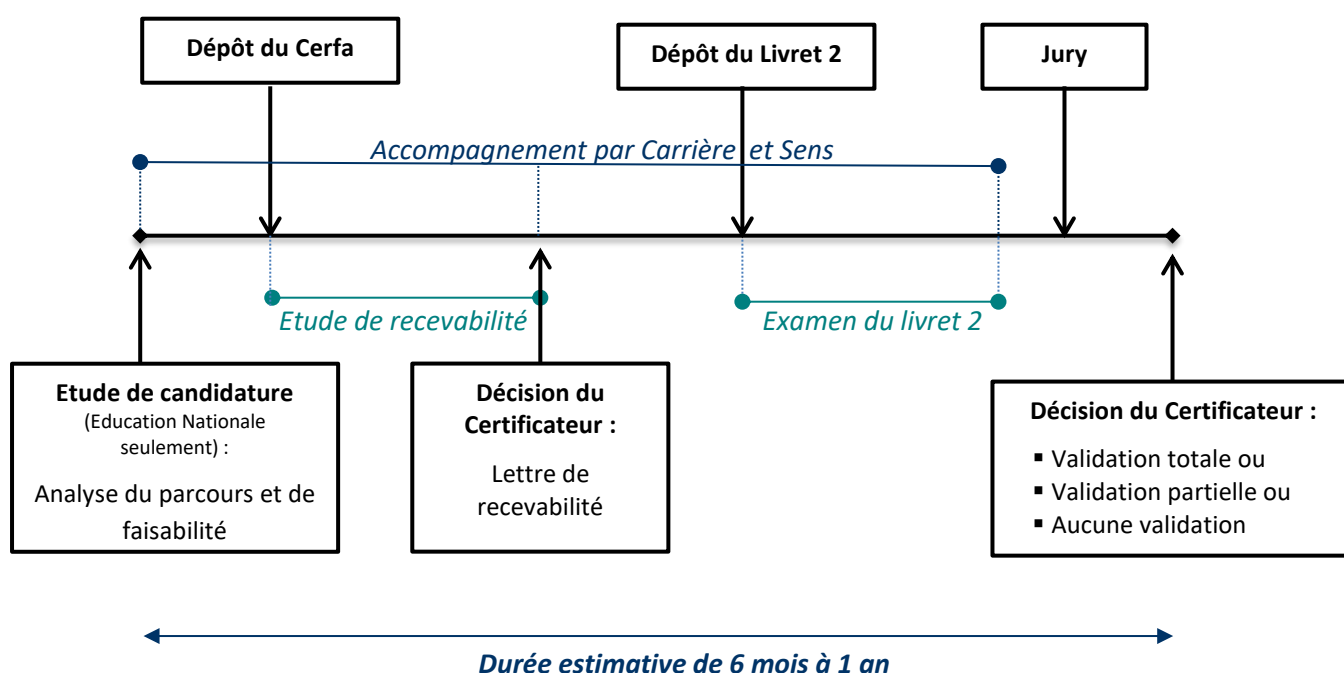 Dépôt du Cerfa
Dépôt du Livret 2
Jury
Accompagnement par Carrière et Sens
Etude de recevabilité
Examen du livret 2
Etude de candidature
(Education Nationale
seulement) :
Analyse du parcours et de
faisabilité
Décision du
Certificateur :
Lettre de
recevabilité
Décision du Certificateur :
▪ Validation totale ou
▪ Validation partielle ou
▪ Aucune validation
Durée estimative de 6 mois à 1 an